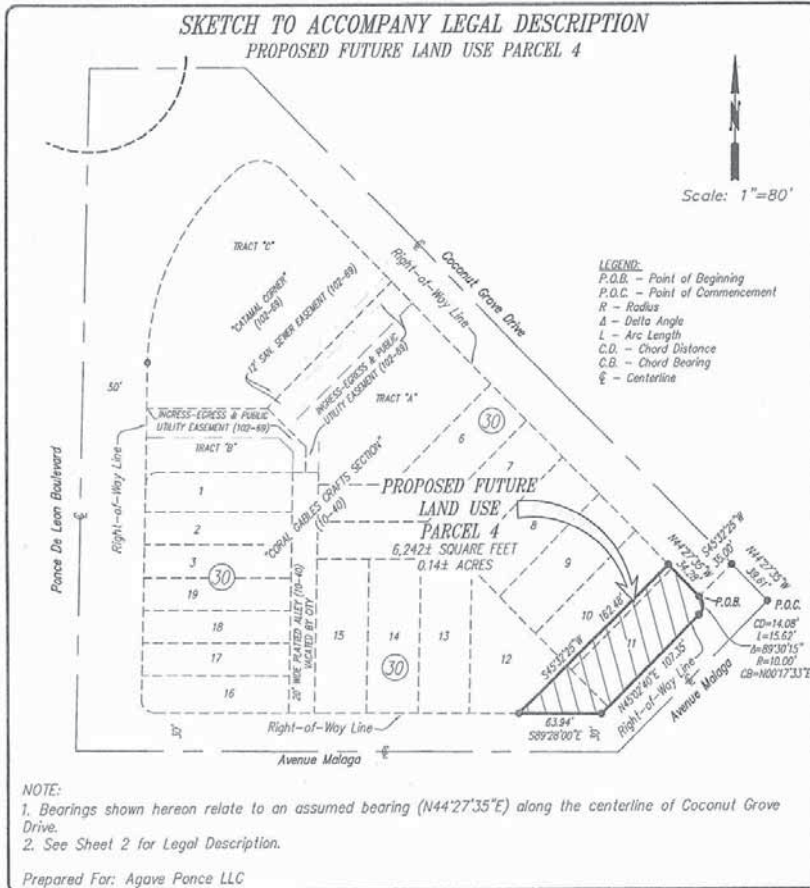 SKETCH TO ACCOMPANY LEGAL DESCRIPTION
PROPOSED FUTURE LAND USE PARCEL 4
N
Scale: 1"=80'
LEGEND:
P.O.B. - Point of Beginning
P.O.C. - Point of Commencement
R - Radius
Δ - Delta Angle
L - Arc Length
C.D. - Chord Distance
C.B. - Chord Bearing
℄ - Centerline
TRACT "C"
"CATAMAL CORNER"
(102-69)
12' SAN. SEWER EASEMENT (102-69)
INGRESS-EGRESS & PUBLIC
UTILITY EASEMENT (102-69)
Right-of-Way Line
℄
Coconut Grove Drive
TRACT "A"
50'
INGRESS-EGRESS & PUBLIC
UTILITY EASEMENT (102-69)
TRACT "B"
Right-of-Way Line
Ponce De Leon Boulevard
℄
"CORAL GABLES CRAFTS SECTION"
(10-40)
30
6
7
8
9
10
11
PROPOSED FUTURE
LAND USE
PARCEL 4
6,242± SQUARE FEET
0.14± ACRES
1
2
3
30
19
18
17
16
20' WIDE PLATTED ALLEY (10-40)
VACATED BY CITY
15
14
13
12
30
N44°27'35"W
34.28'
S45°32'25"W
35.00'
N44°27'35"W
39.61'
P.O.B.
P.O.C.
CD=14.08'
L=15.62'
Δ=89°30'15"
R=10.00'
CB=N00°17'33"E
S45°32'25"W
162.48'
N45°02'40"E 107.35'
Right-of-Way Line
℄
Avenue Malaga
63.94'
S89°28'00"E
Right-of-Way Line
Avenue Malaga
℄
NOTE:
1. Bearings shown hereon relate to an assumed bearing (N44°27'35"E) along the centerline of Coconut Grove
Drive.
2. See Sheet 2 for Legal Description.
Prepared For: Agave Ponce LLC